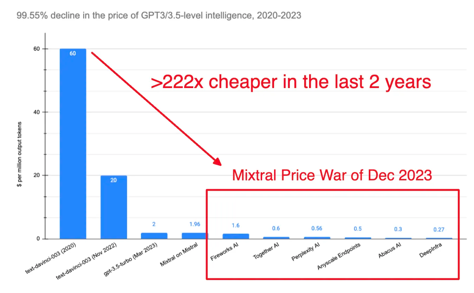 99.55% decline in the price of GPT3/3.5-level intelligence, 2020-2023
>222x cheaper in the last 2 years
Mixtral Price War of Dec 2023
$ per million output tokens
60
40
20
0
60
20
2
1.96
1.6
0.6
0.56
0.5
0.3
0.27
text-davinci-003 (2020)
text-davinci-003 (Nov 2022)
gpt-3.5-turbo (Mar 2023)
Mixtral on Mistral
Fireworks AI
Together AI
Perplexity AI
Anyscale Endpoints
Abacus AI
DeepInfra